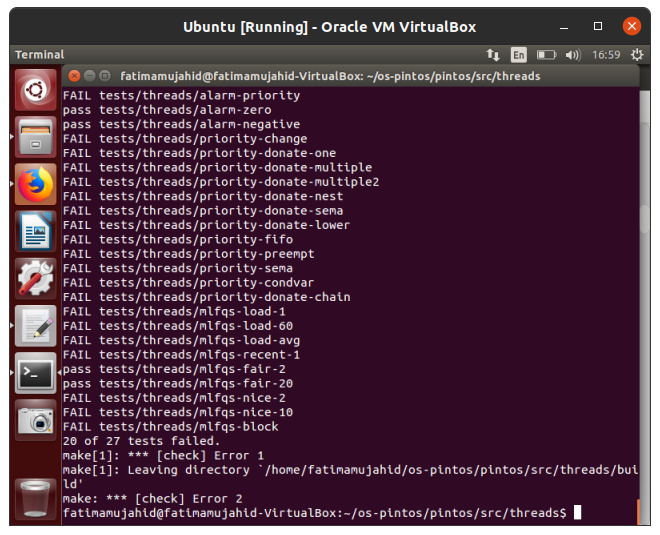 Ubuntu [Running] - Oracle VM VirtualBox
Terminal En 16:59
fatimamujahid@fatimamujahid-VirtualBox: ~/os-pintos/pintos/src/threads
FAIL tests/threads/alarm-priority
pass tests/threads/alarm-zero
pass tests/threads/alarm-negative
FAIL tests/threads/priority-change
FAIL tests/threads/priority-donate-one
FAIL tests/threads/priority-donate-multiple
FAIL tests/threads/priority-donate-multiple2
FAIL tests/threads/priority-donate-nest
FAIL tests/threads/priority-donate-sema
FAIL tests/threads/priority-donate-lower
FAIL tests/threads/priority-fifo
FAIL tests/threads/priority-preempt
FAIL tests/threads/priority-sema
FAIL tests/threads/priority-condvar
FAIL tests/threads/priority-donate-chain
FAIL tests/threads/mlfqs-load-1
FAIL tests/threads/mlfqs-load-60
FAIL tests/threads/mlfqs-load-avg
FAIL tests/threads/mlfqs-recent-1
pass tests/threads/mlfqs-fair-2
pass tests/threads/mlfqs-fair-20
FAIL tests/threads/mlfqs-nice-2
FAIL tests/threads/mlfqs-nice-10
FAIL tests/threads/mlfqs-block
20 of 27 tests failed.
make[1]: *** [check] Error 1
make[1]: Leaving directory `/home/fatimamujahid/os-pintos/pintos/src/threads/bui
ld'
make: *** [check] Error 2
fatimamujahid@fatimamujahid-VirtualBox:~/os-pintos/pintos/src/threads$